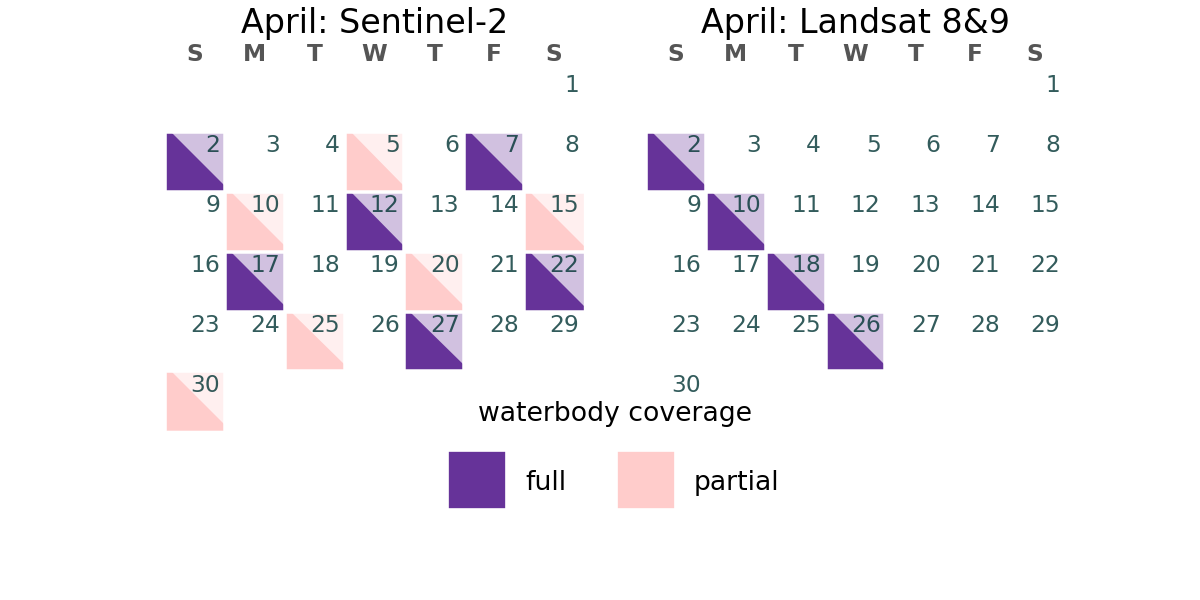 April: Sentinel-2
S M T W T F S
1
2 3 4 5 6 7 8
9 10 11 12 13 14 15
16 17 18 19 20 21 22
23 24 25 26 27 28 29
30
April: Landsat 8&9
S M T W T F S
1
2 3 4 5 6 7 8
9 10 11 12 13 14 15
16 17 18 19 20 21 22
23 24 25 26 27 28 29
30
waterbody coverage
full
partial